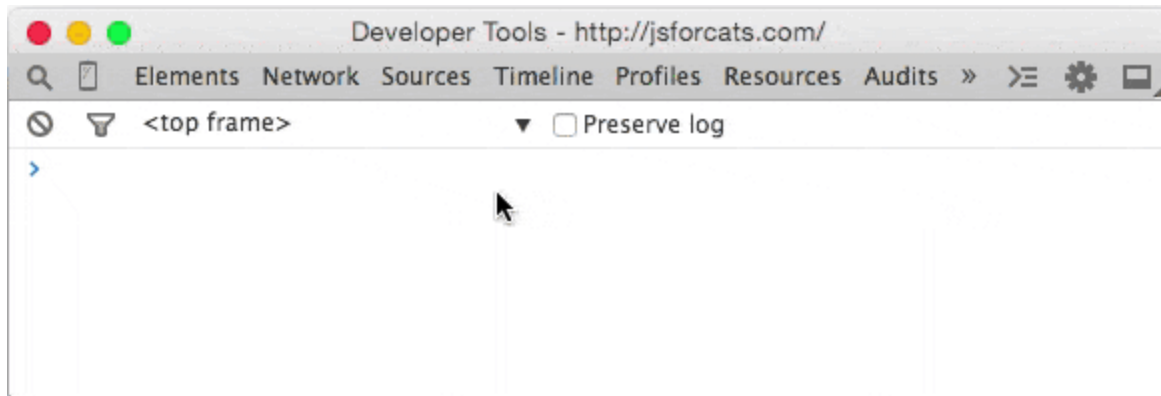 Developer Tools - http://jsforcats.com/
Elements Network Sources Timeline Profiles Resources Audits »
<top frame> ▼ Preserve log
>